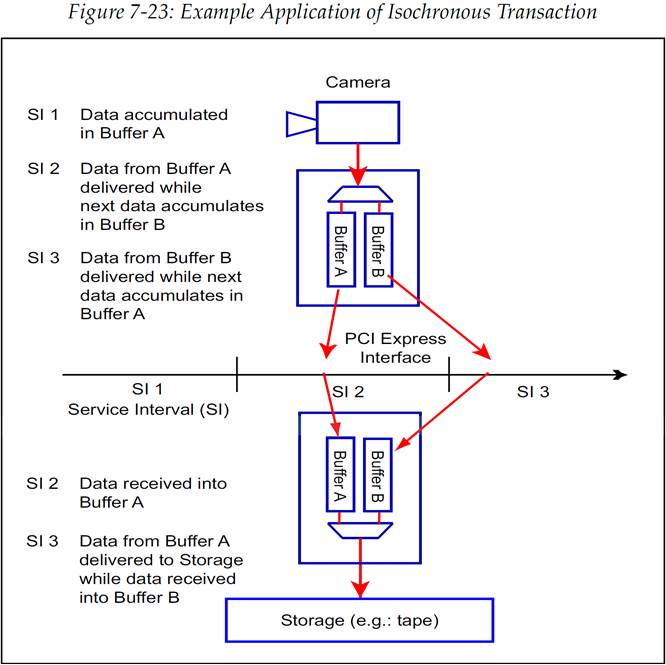 Figure 7-23: Example Application of Isochronous Transaction
Camera
SI 1 Data accumulated
in Buffer A
SI 2 Data from Buffer A
delivered while
next data accumulates
in Buffer B
SI 3 Data from Buffer B
delivered while next
data accumulates in
Buffer A
Buffer A
Buffer B
PCI Express
Interface
SI 1
Service Interval (SI)
SI 2
SI 3
Buffer A
Buffer B
SI 2 Data received into
Buffer A
SI 3 Data from Buffer A
delivered to Storage
while data received
into Buffer B
Storage (e.g.: tape)